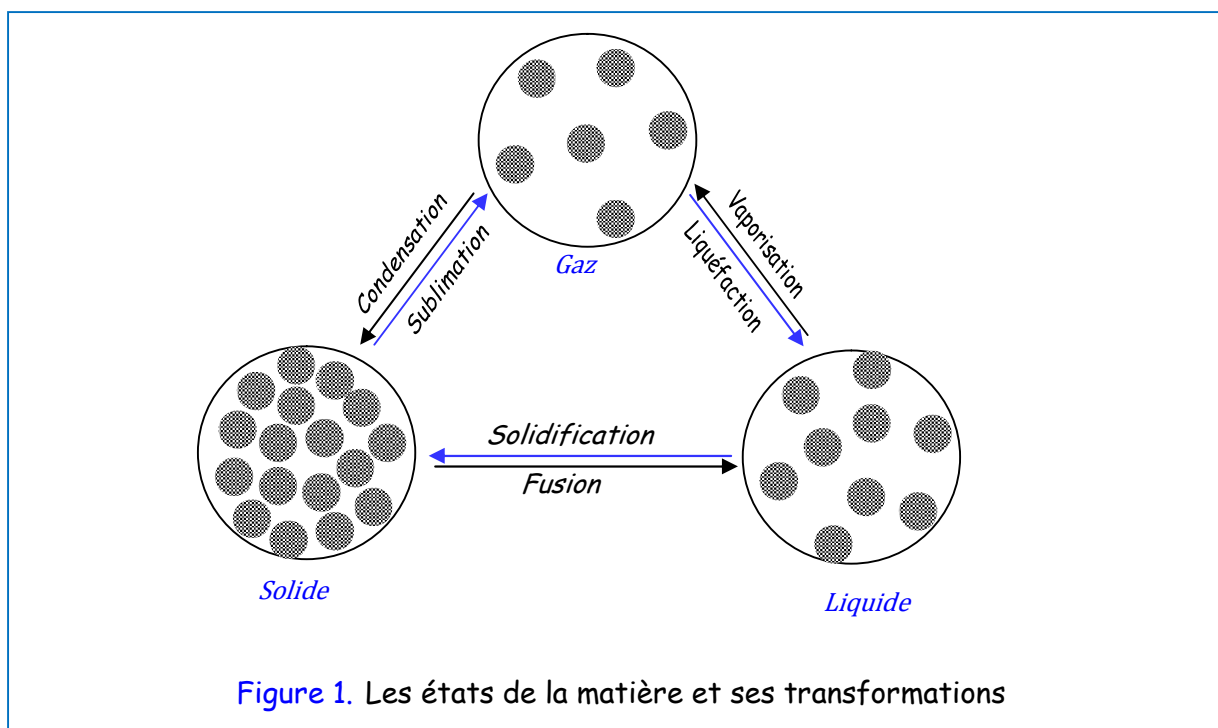 Condensation
Sublimation
Gaz
Vaporisation
Liquéfaction
Solidification
Fusion
Solide
Liquide
Figure 1. Les états de la matière et ses transformations